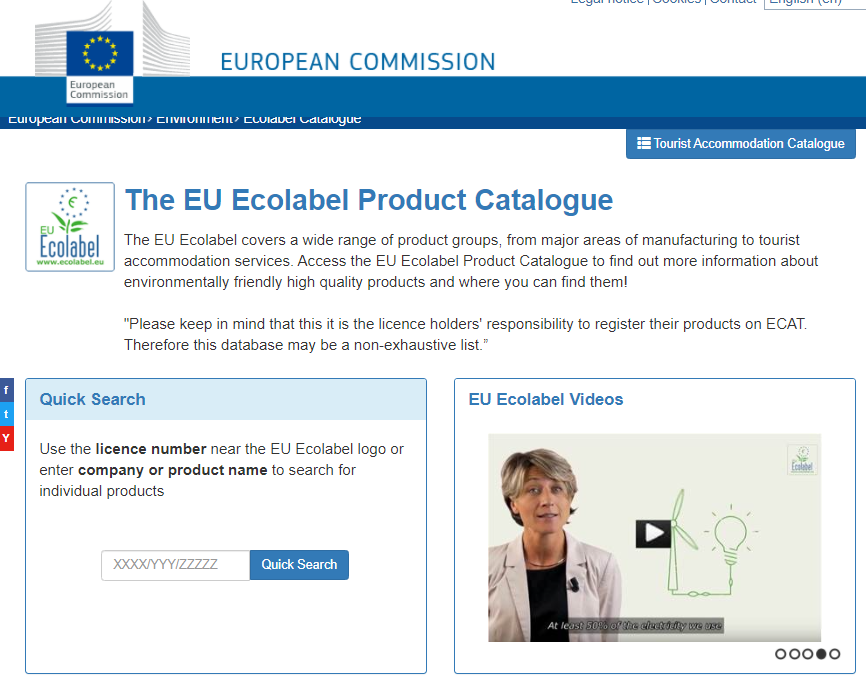 Legal notice | Cookies | Contact English (en)
European
Commission
EUROPEAN COMMISSION
European Commission › Environment › Ecolabel Catalogue
Tourist Accommodation Catalogue
EU
Ecolabel
www.ecolabel.eu
The EU Ecolabel Product Catalogue
The EU Ecolabel covers a wide range of product groups, from major areas of manufacturing to tourist
accommodation services. Access the EU Ecolabel Product Catalogue to find out more information about
environmentally friendly high quality products and where you can find them!
"Please keep in mind that this it is the licence holders' responsibility to register their products on ECAT.
Therefore this database may be a non-exhaustive list.”
f
t
Y
Quick Search
Use the licence number near the EU Ecolabel logo or
enter company or product name to search for
individual products
XXXX/YYY/ZZZZZ Quick Search
EU Ecolabel Videos
Ecolabel
At least 50% of the electricity we use